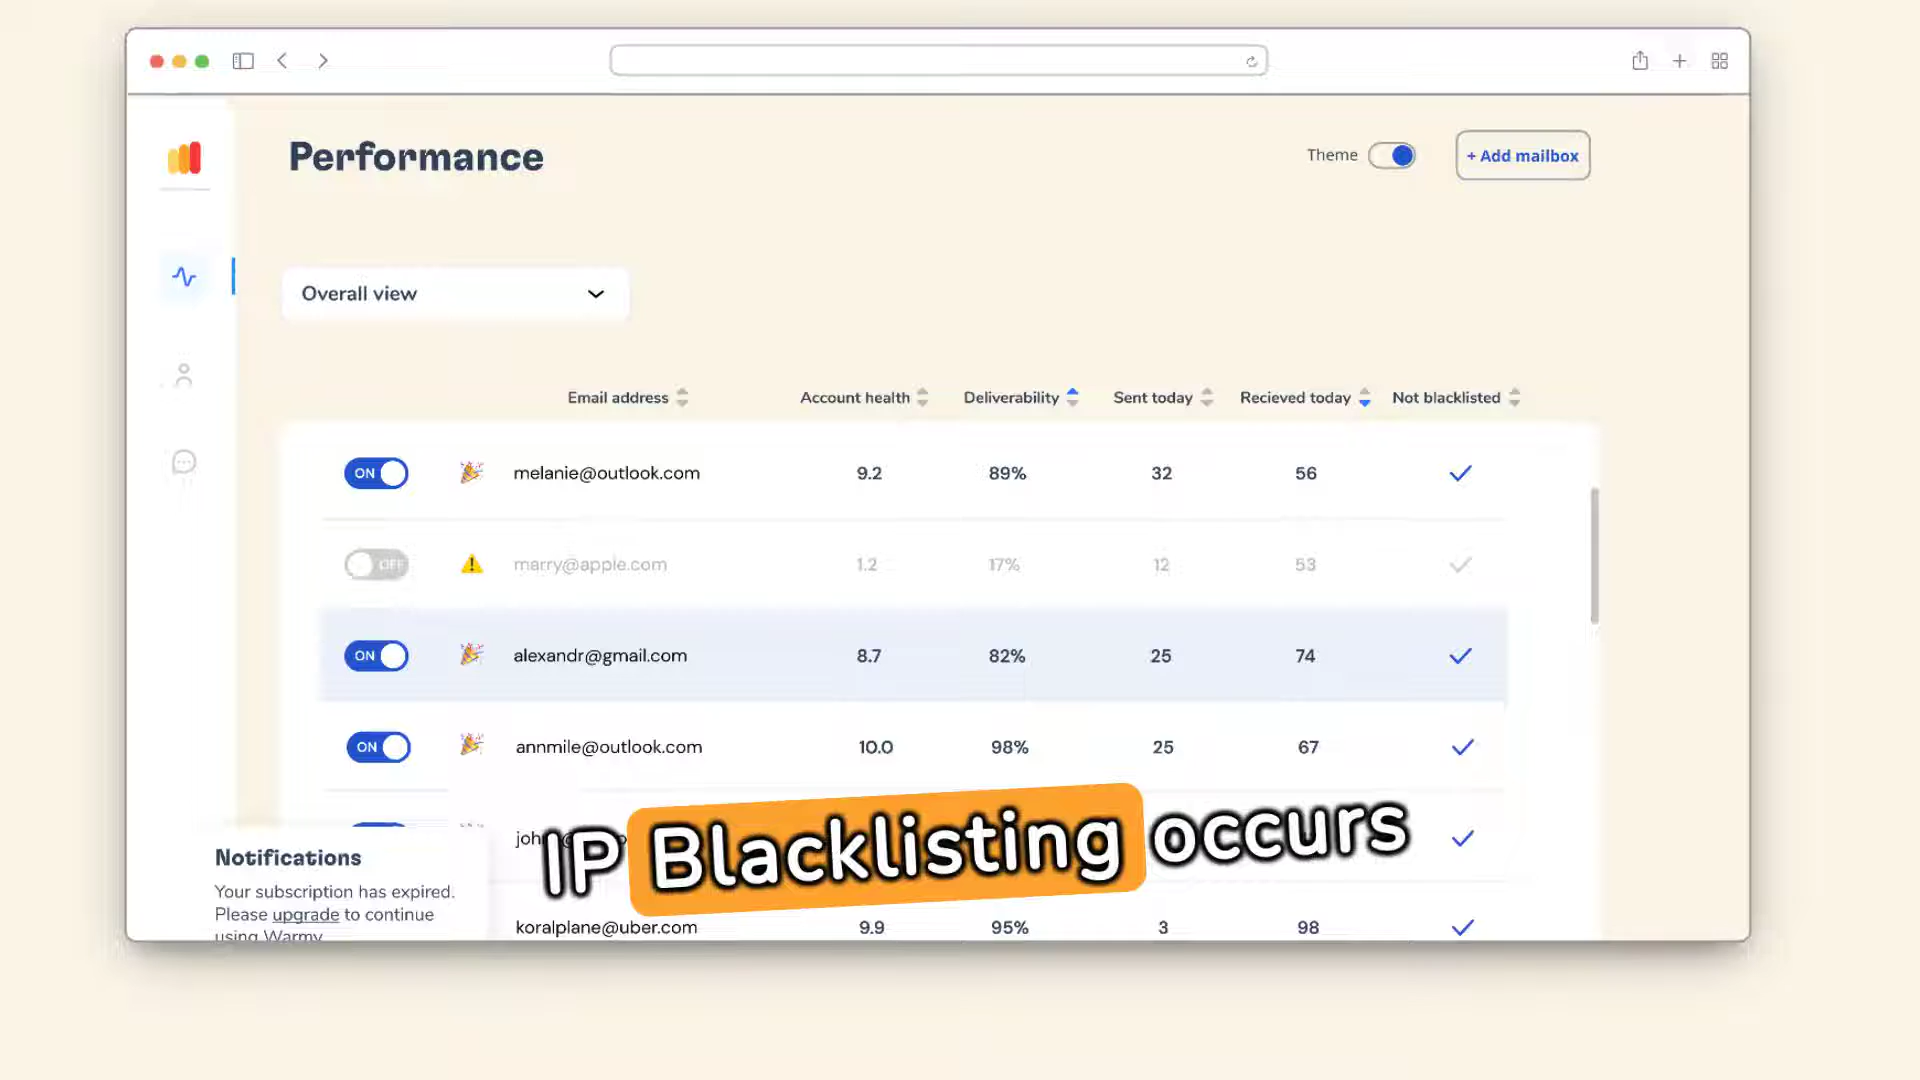 Performance
Theme
+ Add mailbox
Overall view
Email address Account health Deliverability Sent today Recieved today Not blacklisted
ON melanie@outlook.com 9.2 89% 32 56
OFF marry@apple.com 1.2 17% 12 53
ON alexandr@gmail.com 8.7 82% 25 74
ON annmile@outlook.com 10.0 98% 25 67
IP Blacklisting occurs
koralplane@uber.com 9.9 95% 3 98
Notifications
Your subscription has expired.
Please upgrade to continue
using Warmy